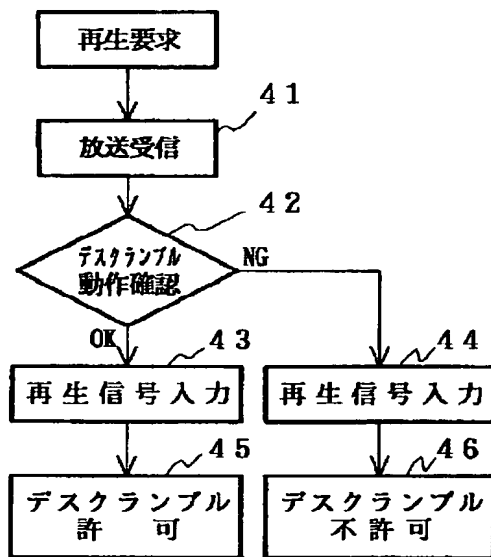 再生要求
41
放送受信
42
デスクランブル
動作確認
NG
OK
43
44
再生信号入力
再生信号入力
45
46
デスクランブル
許可
デスクランブル
不許可